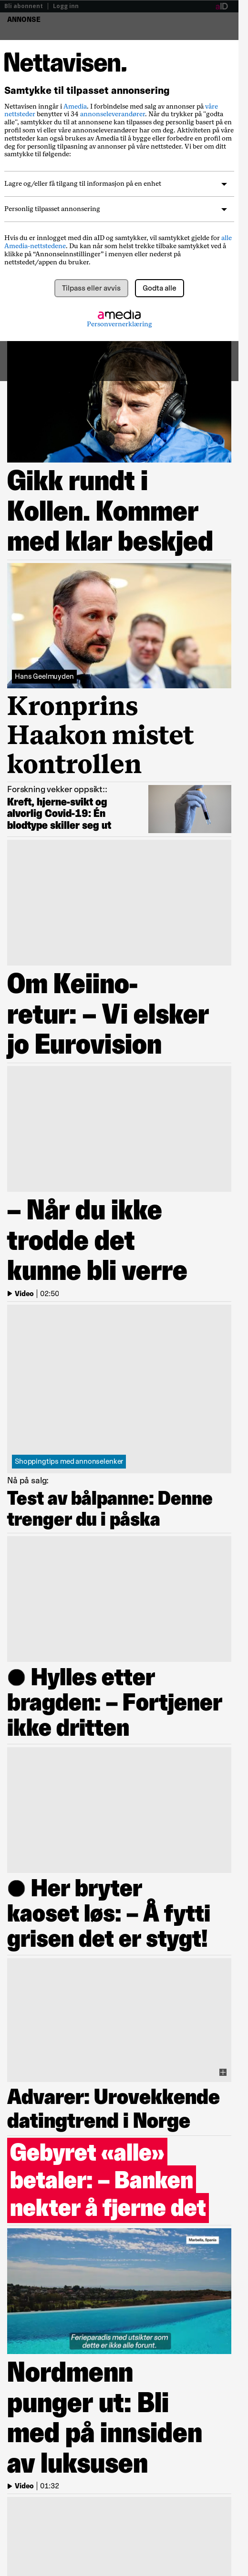 Bli abonnent | Logg inn
aID
ANNONSE
Nettavisen.
Samtykke til tilpasset annonsering
Nettavisen inngår i Amedia. I forbindelse med salg av annonser på våre
nettsteder benytter vi 34 annonseleverandører. Når du trykker på "godta
alle", samtykker du til at annonsene kan tilpasses deg personlig basert på en
profil som vi eller våre annonseleverandører har om deg. Aktiviteten på våre
nettsteder kan også brukes av Amedia til å bygge eller forbedre en profil om
deg for personlig tilpasning av annonser på våre nettsteder. Vi ber om ditt
samtykke til følgende:
Lagre og/eller få tilgang til informasjon på en enhet
Personlig tilpasset annonsering
Hvis du er innlogget med din aID og samtykker, vil samtykket gjelde for alle
Amedia-nettstedene. Du kan når som helst trekke tilbake samtykket ved å
klikke på “Annonseinnstillinger” i menyen eller nederst på
nettstedet/appen du bruker.
Tilpass eller avvis
Godta alle
amedia
Personvernerklæring
Gikk rundt i
Kollen. Kommer
med klar beskjed
Hans Geelmuyden
Kronprins
Haakon mistet
kontrollen
Forskning vekker oppsikt::
Kreft, hjerne-svikt og
alvorlig Covid-19: Én
blodtype skiller seg ut
Om Keiino-
retur: – Vi elsker
jo Eurovision
– Når du ikke
trodde det
kunne bli verre
Video | 02:50
Shoppingtips med annonselenker
Nå på salg:
Test av bålpanne: Denne
trenger du i påska
● Hylles etter
bragden: – Fortjener
ikke dritten
● Her bryter
kaoset løs: – Å fytti
grisen det er stygt!
Advarer: Urovekkende
datingtrend i Norge
Gebyret «alle»
betaler: – Banken
nekter å fjerne det
Marbella, Spania
Ferieparadis med utsikter som
dette er ikke alle forunt.
Nordmenn
punger ut: Bli
med på innsiden
av luksusen
Video | 01:32